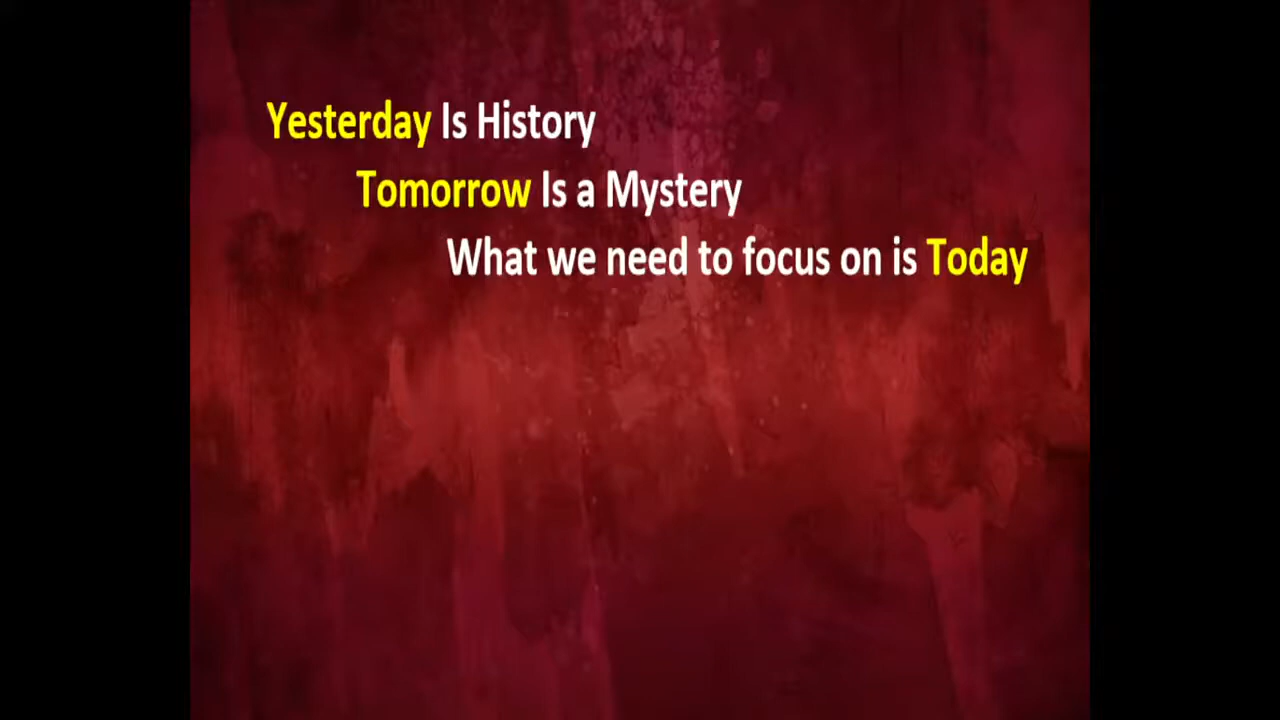 Yesterday Is History
Tomorrow Is a Mystery
What we need to focus on is Today